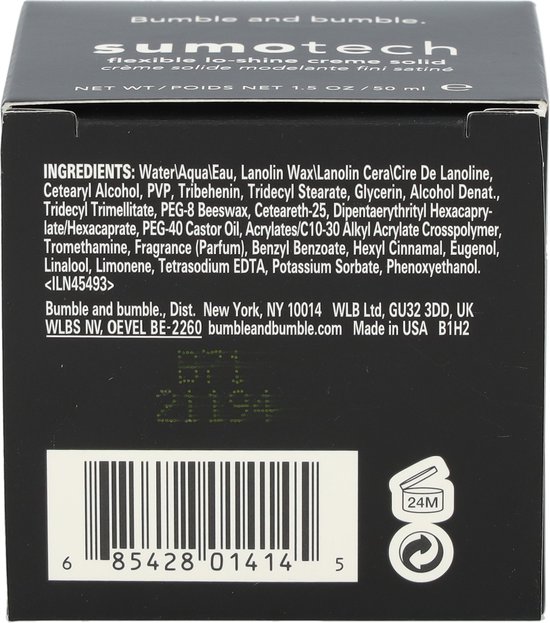 Bumble and bumble.
sumotech
flexible lo-shine creme solid
crème solide modelante fini satiné
NET WT/POIDS NET 1.5 OZ/50 ml ℮
INGREDIENTS: Water\Aqua\Eau, Lanolin Wax\Lanolin Cera\Cire De Lanoline,
Cetearyl Alcohol, PVP, Tribehenin, Tridecyl Stearate, Glycerin, Alcohol Denat.,
Tridecyl Trimellitate, PEG-8 Beeswax, Ceteareth-25, Dipentaerythrityl Hexacapry-
late/Hexacaprate, PEG-40 Castor Oil, Acrylates/C10-30 Alkyl Acrylate Crosspolymer,
Tromethamine, Fragrance (Parfum), Benzyl Benzoate, Hexyl Cinnamal, Eugenol,
Linalool, Limonene, Tetrasodium EDTA, Potassium Sorbate, Phenoxyethanol.
<ILN45493>
Bumble and bumble., Dist. New York, NY 10014 WLB Ltd, GU32 3DD, UK
WLBS NV, OEVEL BE-2260 bumbleandbumble.com Made in USA B1H2
B71
21194
24M
6 85428 01414 5